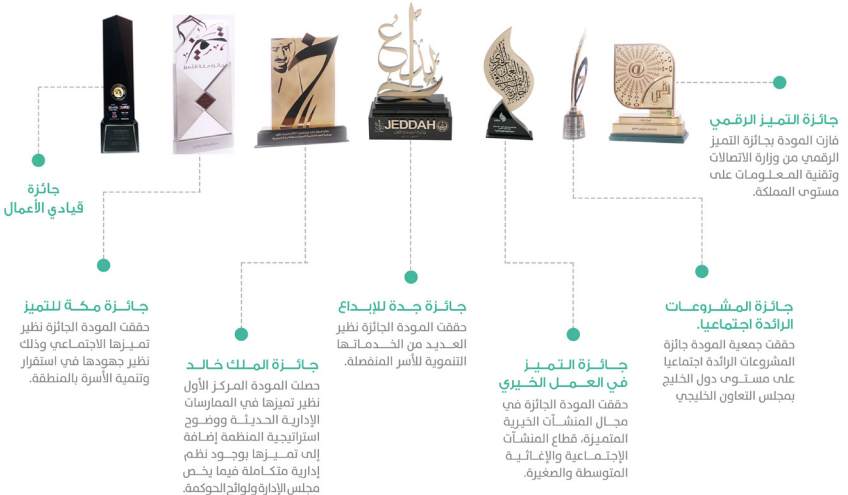 جائزة التميز الرقمي
فازت المودة بجائزة التميز
الرقمي من وزارة الاتصالات
وتقنية المعلومات على
مستوى المملكة.
جائزة المشروعات
الرائدة اجتماعيا.
حققت جمعية المودة جائزة
المشروعات الرائدة اجتماعيا
على مستوى دول الخليج
بمجلس التعاون الخليجي
جائزة التميز
في العمل الخيري
حققت المودة الجائزة في
مجال المنشآت الخيرية
المتميزة، قطاع المنشآت
الإجتماعية والإغاثية
المتوسطة والصغيرة.
إبداع
JEDDAH
جائزة جدة للإبداع
حققت المودة الجائزة نظير
العديد من الخدماتها
التنموية للأسر المنفصلة.
جائزة الملك خالد
حصلت المودة المركز الأول
نظير تميزها في الممارسات
الإدارية الحديثة ووضوح
استراتيجية المنظمة إضافة
إلى تميزها بوجود نظم
إدارية متكاملة فيما يخص
مجلس الإدارة ولوائح الحوكمة.
جائزة مكة للتميز
حققت المودة الجائزة نظير
تميزها الاجتماعي وذلك
نظير جهودها في استقرار
وتنمية الأسرة بالمنطقة.
جائزة
قيادي الأعمال